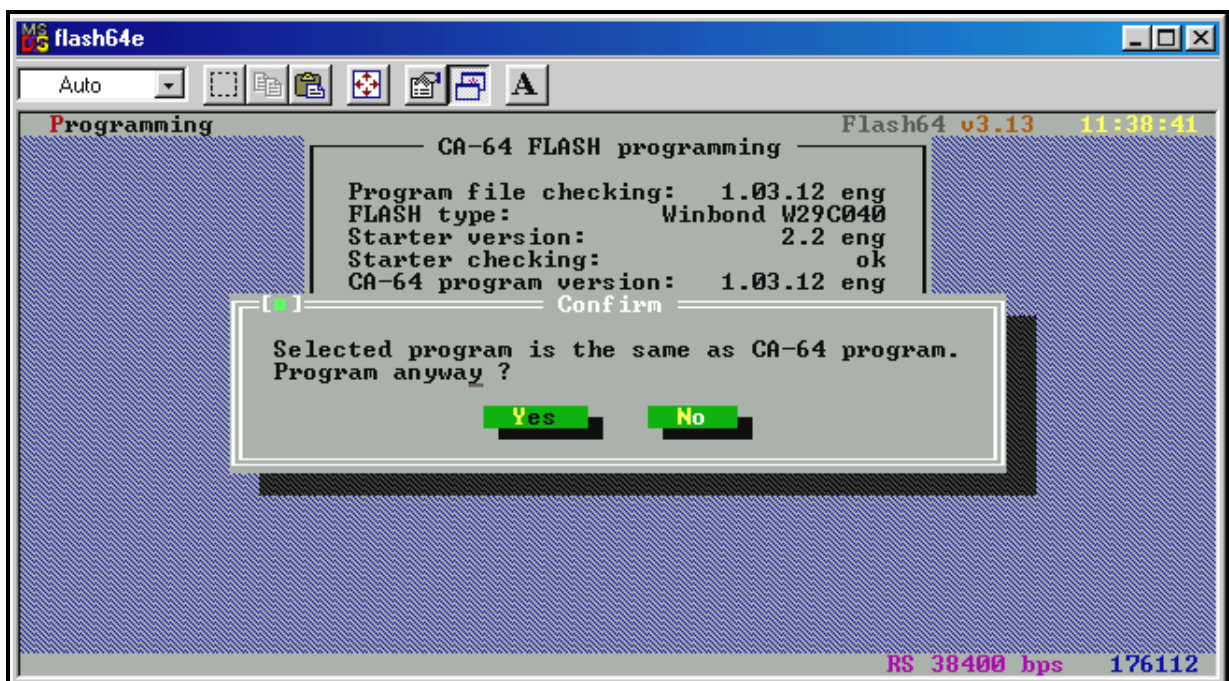 MS DOS flash64e
Auto A
Programming Flash64 v3.13 11:38:41
CA-64 FLASH programming
Program file checking: 1.03.12 eng
FLASH type: Winbond W29C040
Starter version: 2.2 eng
Starter checking: ok
CA-64 program version: 1.03.12 eng
[■] Confirm
Selected program is the same as CA-64 program.
Program anyway ?
Yes No
RS 38400 bps 176112